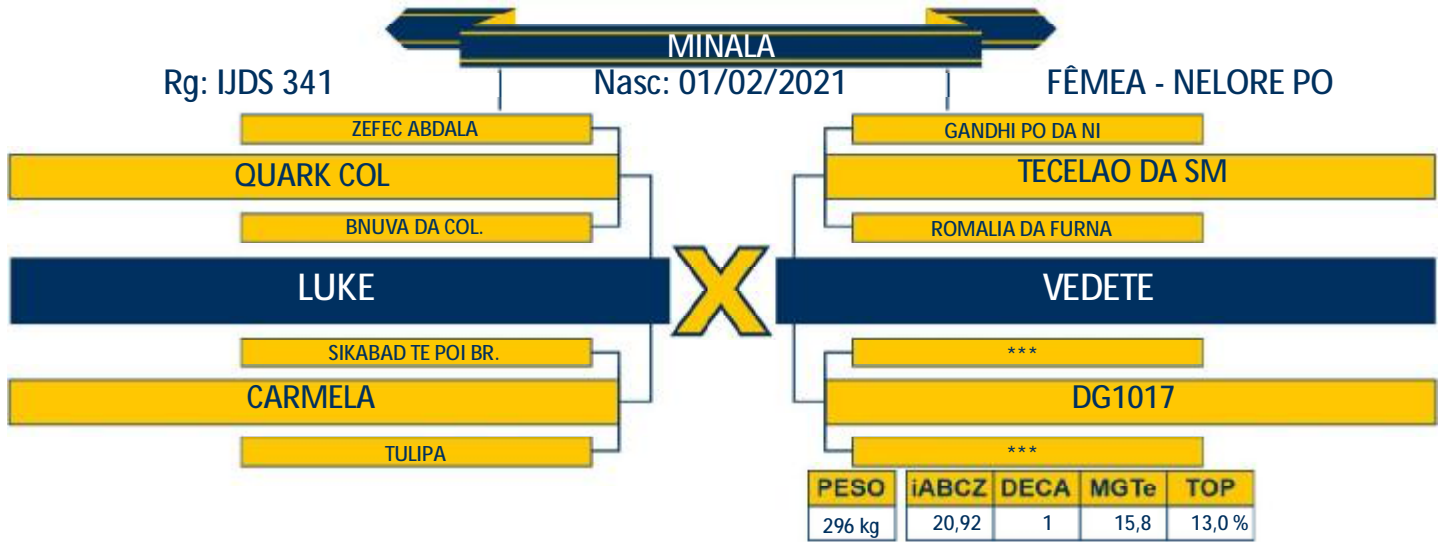 MINALA
Rg: IJDS 341 Nasc: 01/02/2021 FÊMEA - NELORE PO
ZEFEC ABDALA GANDHI PO DA NI
QUARK COL TECELAO DA SM
BNUVA DA COL. ROMALIA DA FURNA
LUKE X VEDETE
SIKABAD TE POI BR. ***
CARMELA DG1017
TULIPA ***
PESO iABCZ DECA MGTe TOP
296 kg 20,92 1 15,8 13,0 %